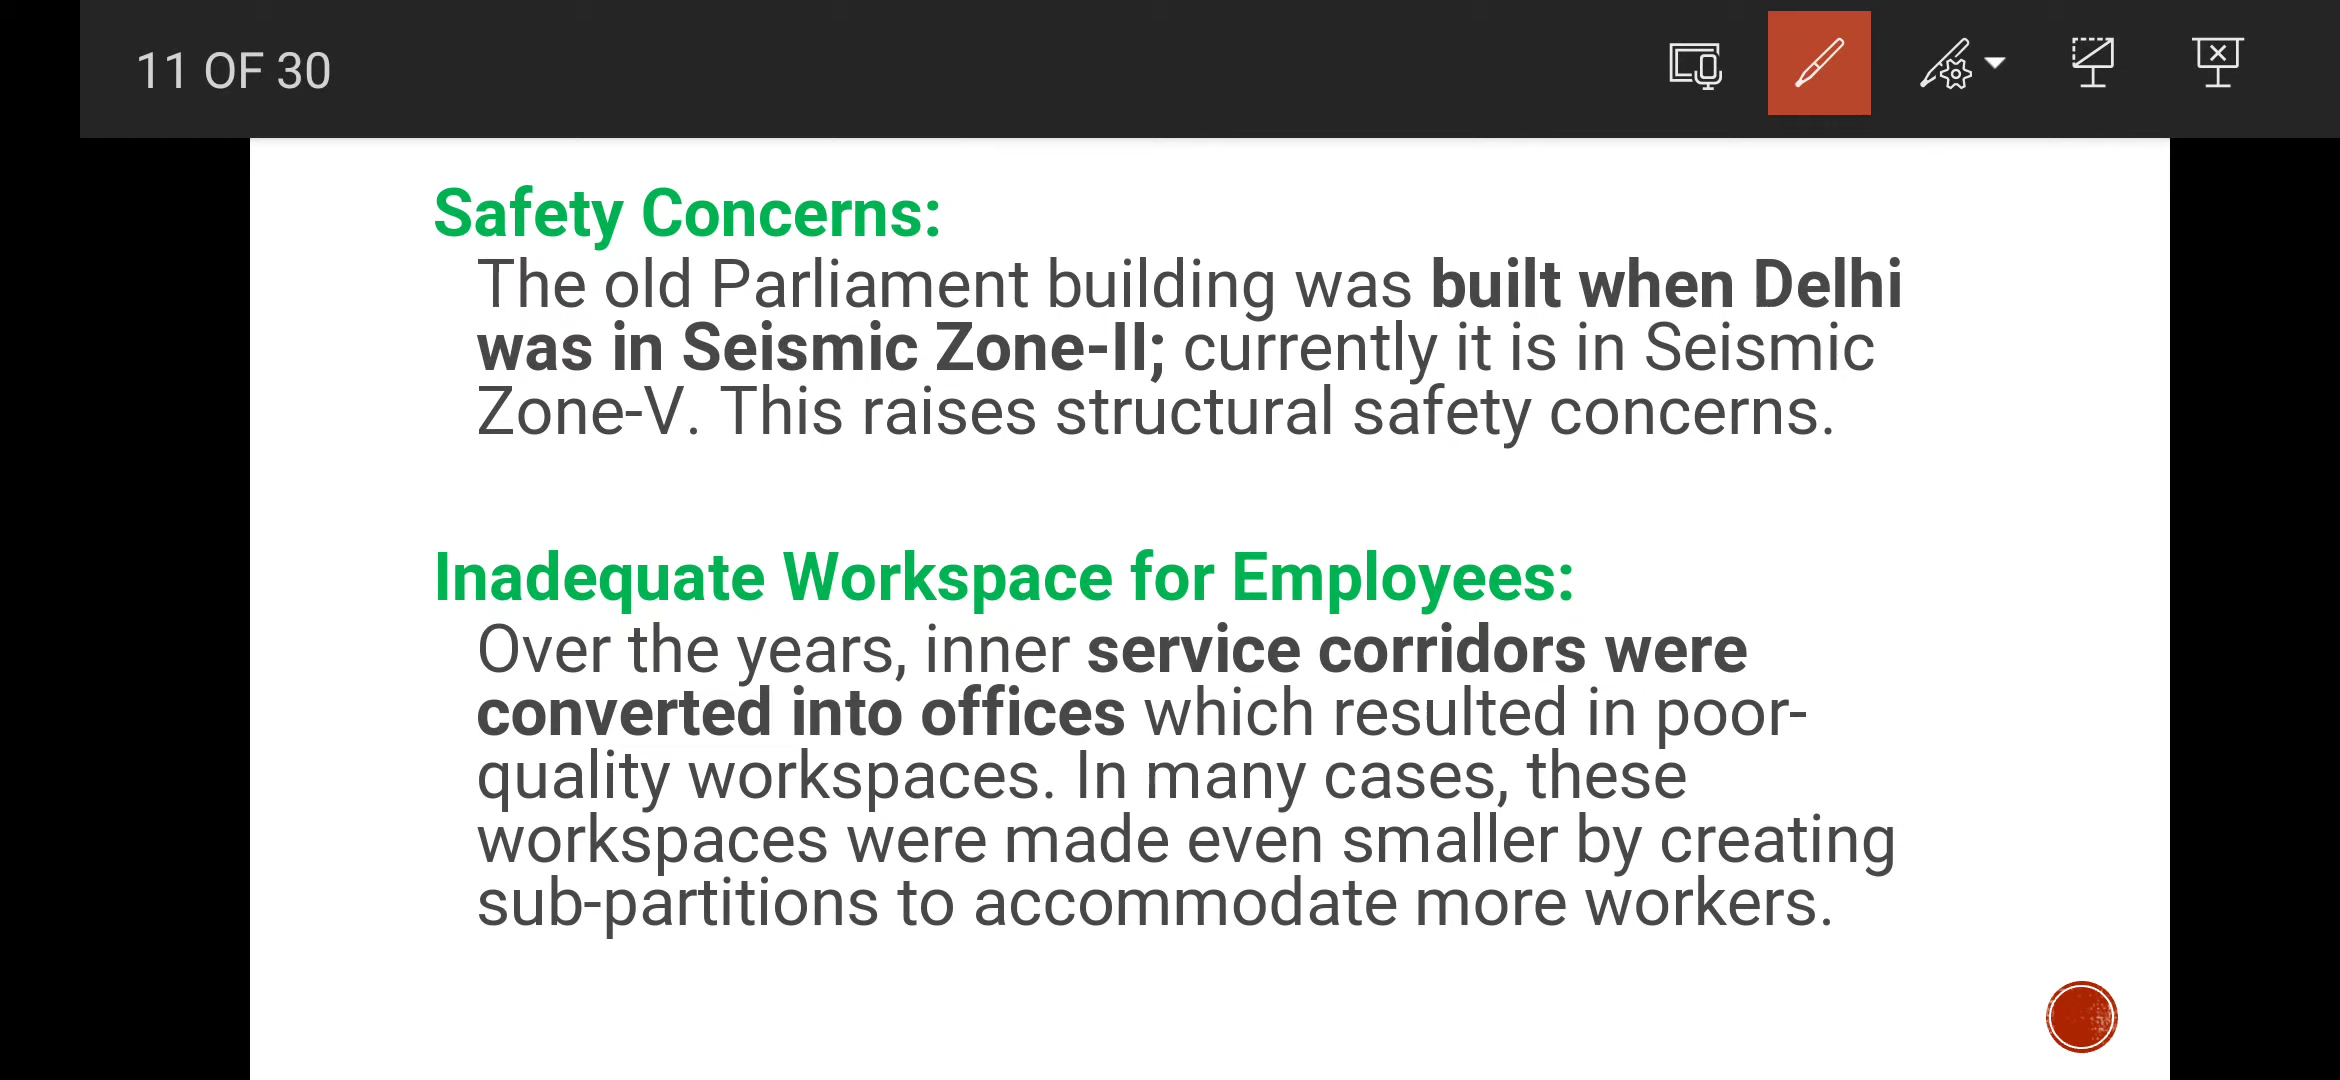 11 OF 30
Safety Concerns:
The old Parliament building was built when Delhi
was in Seismic Zone-II; currently it is in Seismic
Zone-V. This raises structural safety concerns.
Inadequate Workspace for Employees:
Over the years, inner service corridors were
converted into offices which resulted in poor-
quality workspaces. In many cases, these
workspaces were made even smaller by creating
sub-partitions to accommodate more workers.